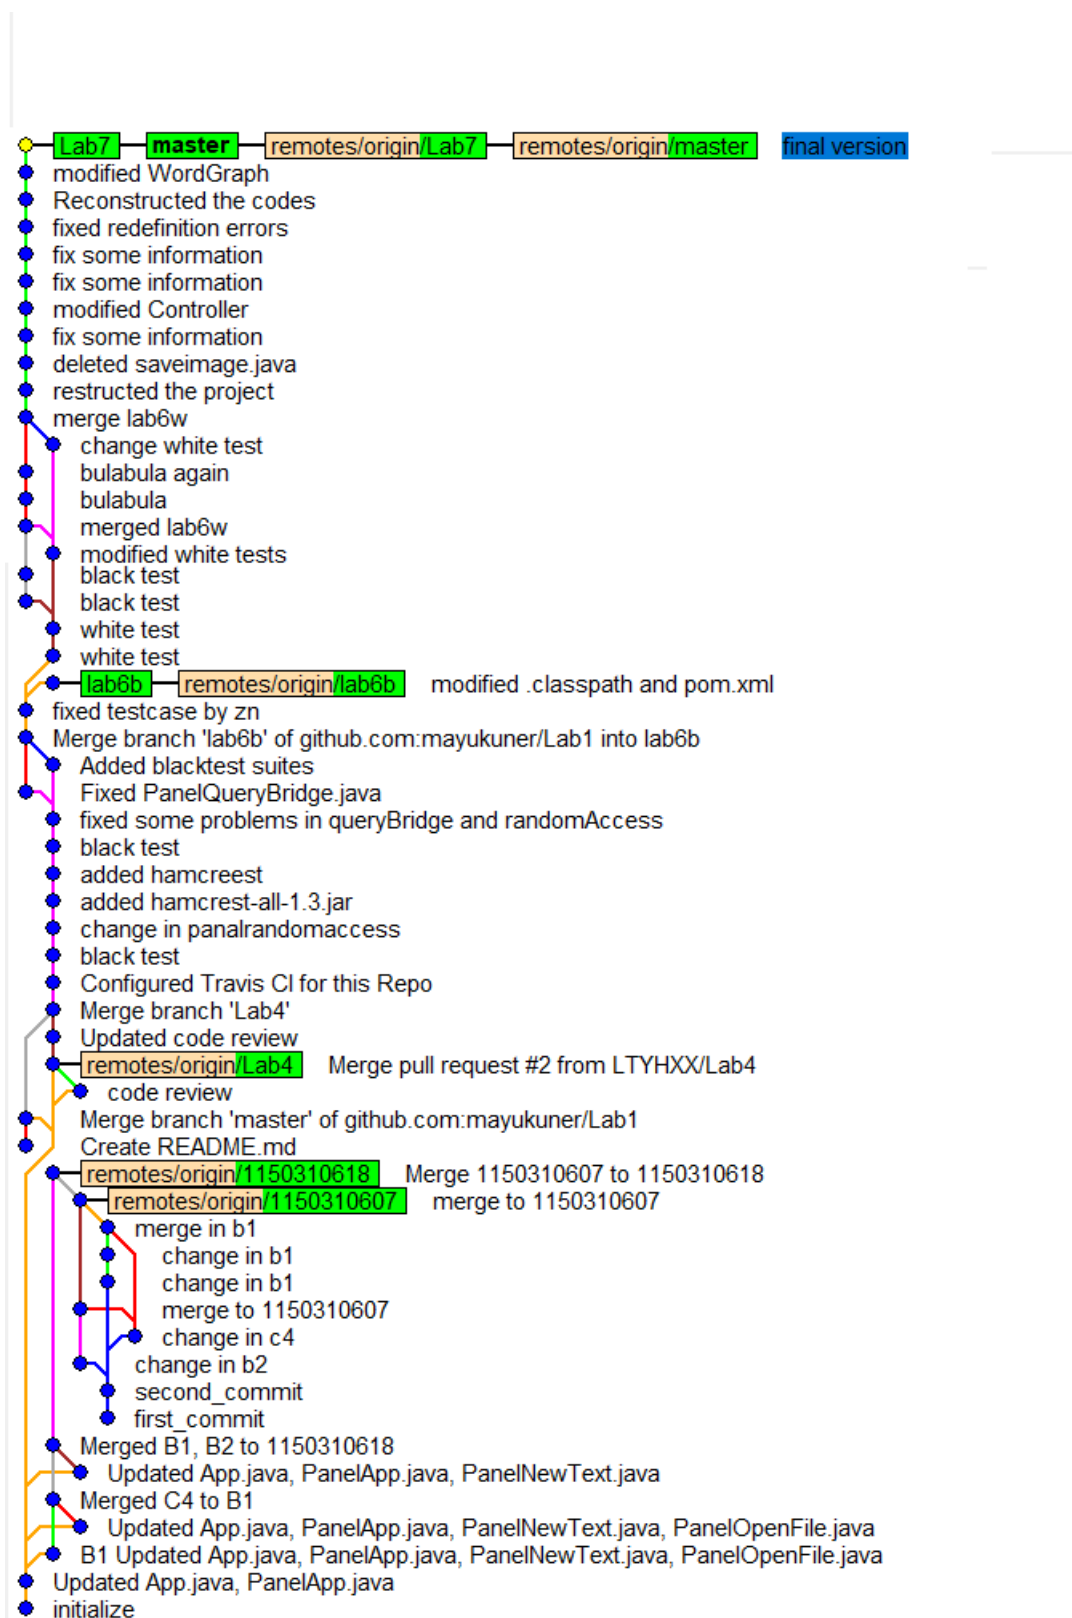 Lab7 master remotes/origin/Lab7 remotes/origin/master final version
modified WordGraph
Reconstructed the codes
fixed redefinition errors
fix some information
fix some information
modified Controller
fix some information
deleted saveimage.java
restructed the project
merge lab6w
change white test
bulabula again
bulabula
merged lab6w
modified white tests
black test
black test
white test
white test
lab6b remotes/origin/lab6b modified .classpath and pom.xml
fixed testcase by zn
Merge branch 'lab6b' of github.com:mayukuner/Lab1 into lab6b
Added blacktest suites
Fixed PanelQueryBridge.java
fixed some problems in queryBridge and randomAccess
black test
added hamcreest
added hamcrest-all-1.3.jar
change in panalrandomaccess
black test
Configured Travis CI for this Repo
Merge branch 'Lab4'
Updated code review
remotes/origin/Lab4 Merge pull request #2 from LTYHXX/Lab4
code review
Merge branch 'master' of github.com:mayukuner/Lab1
Create README.md
remotes/origin/1150310618 Merge 1150310607 to 1150310618
remotes/origin/1150310607 merge to 1150310607
merge in b1
change in b1
change in b1
merge to 1150310607
change in c4
change in b2
second_commit
first_commit
Merged B1, B2 to 1150310618
Updated App.java, PanelApp.java, PanelNewText.java
Merged C4 to B1
Updated App.java, PanelApp.java, PanelNewText.java, PanelOpenFile.java
B1 Updated App.java, PanelApp.java, PanelNewText.java, PanelOpenFile.java
Updated App.java, PanelApp.java
initialize